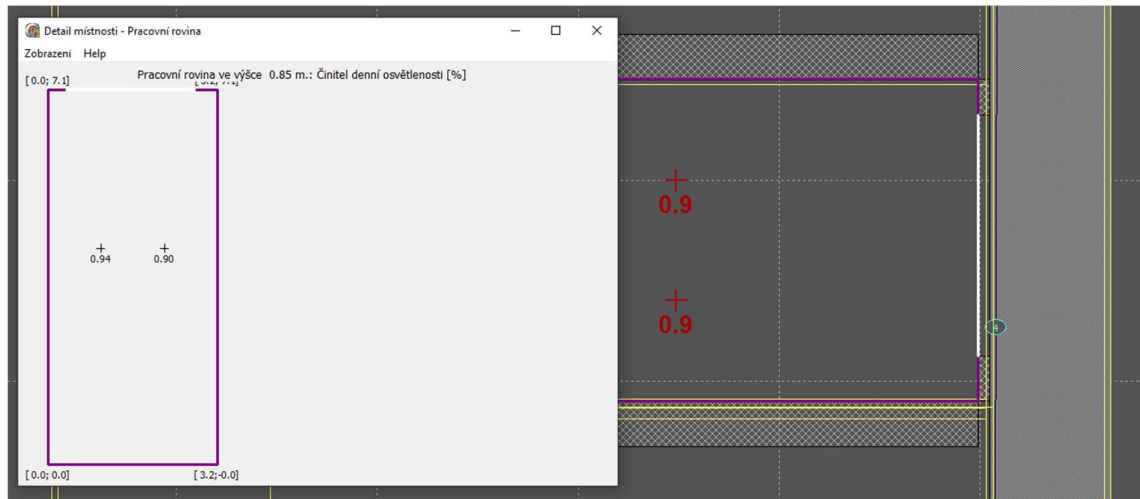 Detail místnosti - Pracovní rovina
Zobrazení Help
Pracovní rovina ve výšce 0.85 m.: Činitel denní osvětlenosti [%]
[ 0.0; 7.1]
0.94 0.90
[ 0.0; 0.0] [ 3.2;-0.0]
0.9
0.9
4